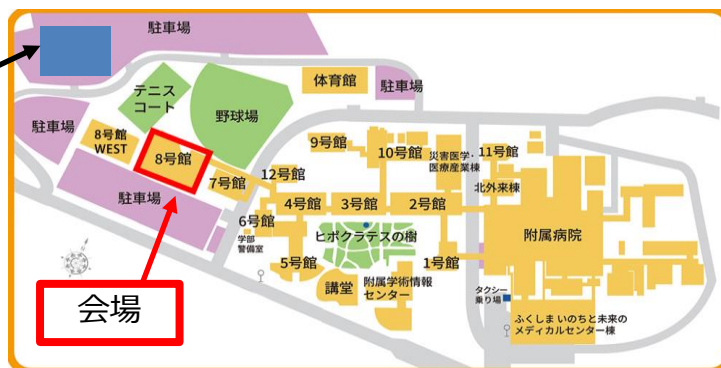 駐車場
テニス
コート
野球場
体育館
駐車場
駐車場
8号館
WEST
8号館
7号館
駐車場
12号館
9号館
10号館
災害医学・
医療産業棟
11号館
北外来棟
4号館
3号館
2号館
6号館
学部
警備室
5号館
ヒポクラテスの樹
1号館
附属病院
講堂
附属学術情報
センター
タクシー
乗り場
ふくしま いのちと未来の
メディカルセンター棟
会場